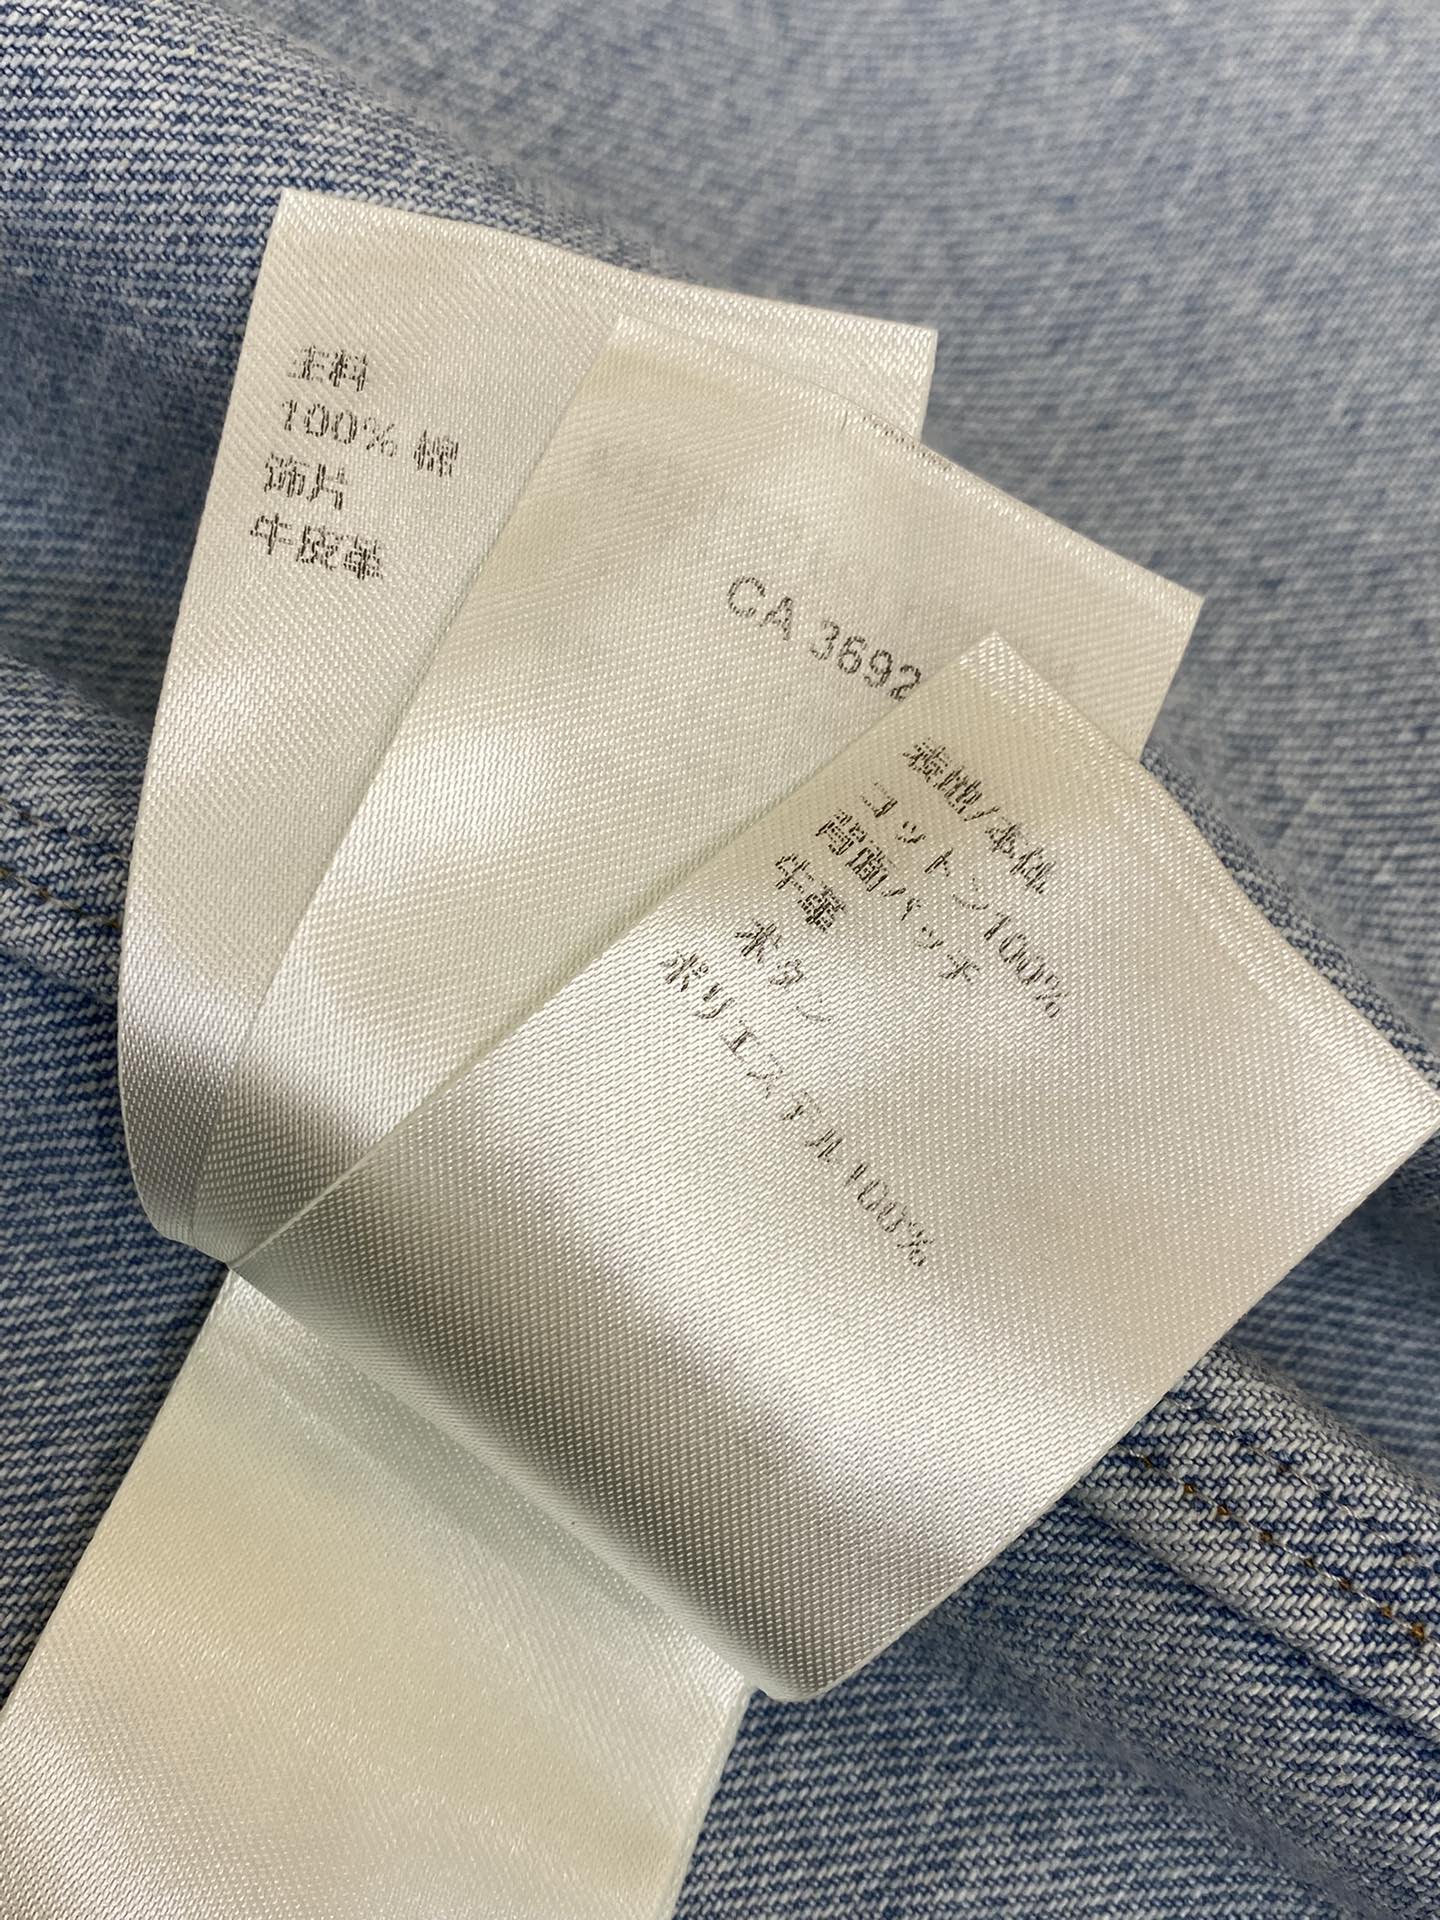 主料
100% 棉
饰片
牛皮革
CA 3692
表地/本体
コットン100%
背面パッチ
牛革
ボタン
ポリエステル100%